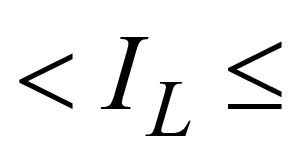 < I_L ≤